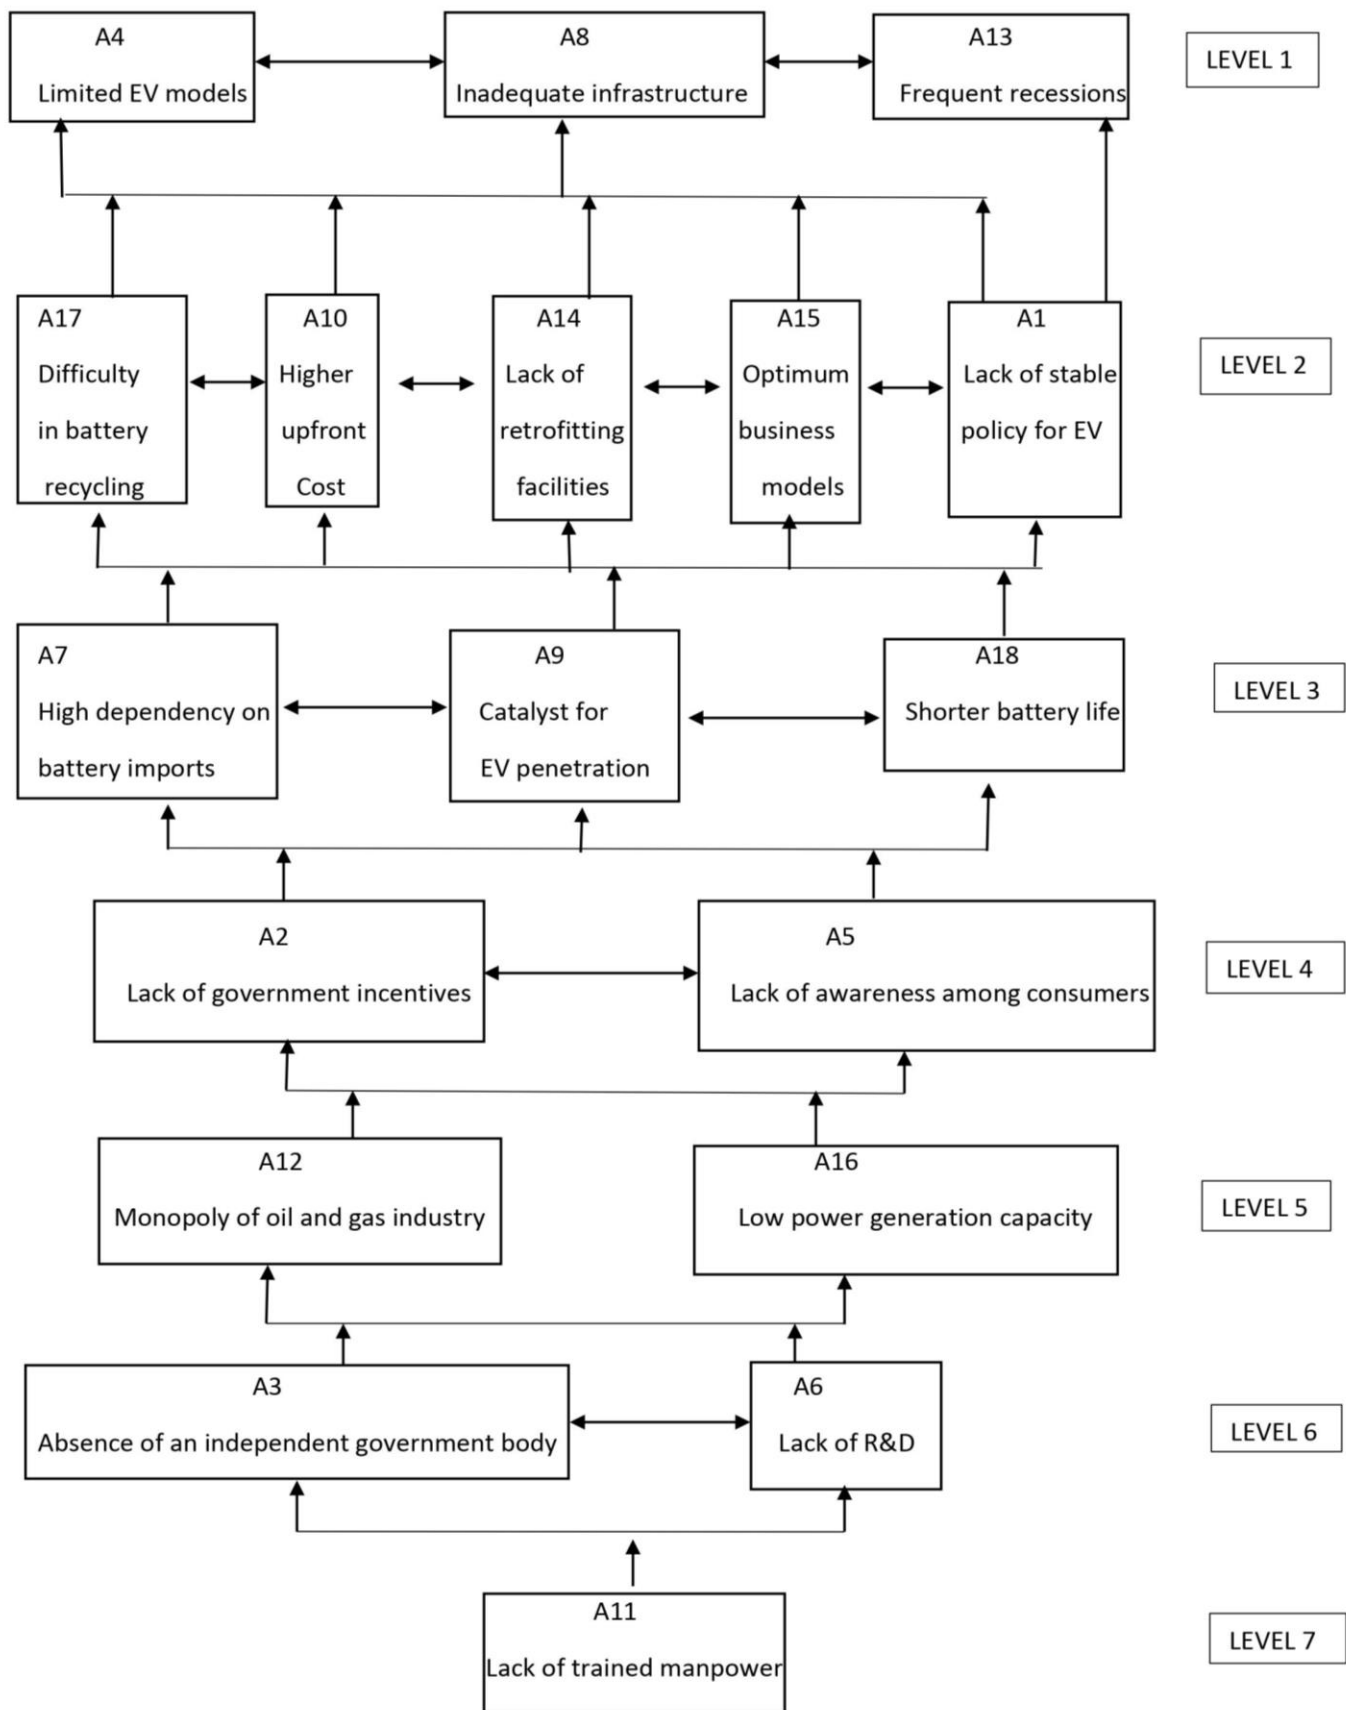 A4
Limited EV models
A8
Inadequate infrastructure
A13
Frequent recessions
LEVEL 1
A17
Difficulty
in battery
recycling
A10
Higher
upfront
Cost
A14
Lack of
retrofitting
facilities
A15
Optimum
business
models
A1
Lack of stable
policy for EV
LEVEL 2
A7
High dependency on
battery imports
A9
Catalyst for
EV penetration
A18
Shorter battery life
LEVEL 3
A2
Lack of government incentives
A5
Lack of awareness among consumers
LEVEL 4
A12
Monopoly of oil and gas industry
A16
Low power generation capacity
LEVEL 5
A3
Absence of an independent government body
A6
Lack of R&D
LEVEL 6
A11
Lack of trained manpower
LEVEL 7